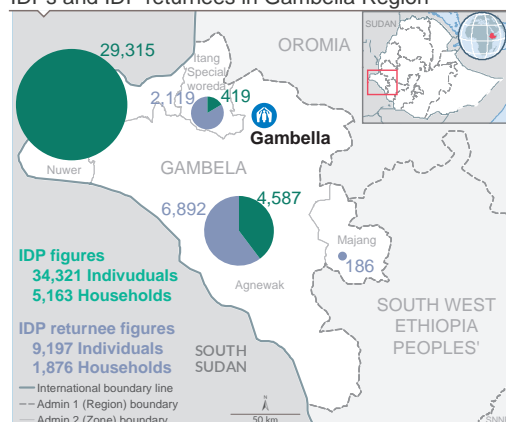 IDPs and IDP returnees in Gambella Region
29,315
OROMIA
SUDAN
Itang
Special
woreda
2,119
419
Gambella
Nuwer
GAMBELA
6,892
4,587
Majang
186
Agnewak
IDP figures
34,321 Indivuduals
5,163 Households
SOUTH WEST
ETHIOPIA
PEOPLES'
IDP returnee figures
9,197 Individuals
1,876 Households
SOUTH
SUDAN
International boundary line
Admin 1 (Region) boundary
Admin 2 (Zone) boundary
N
50 km